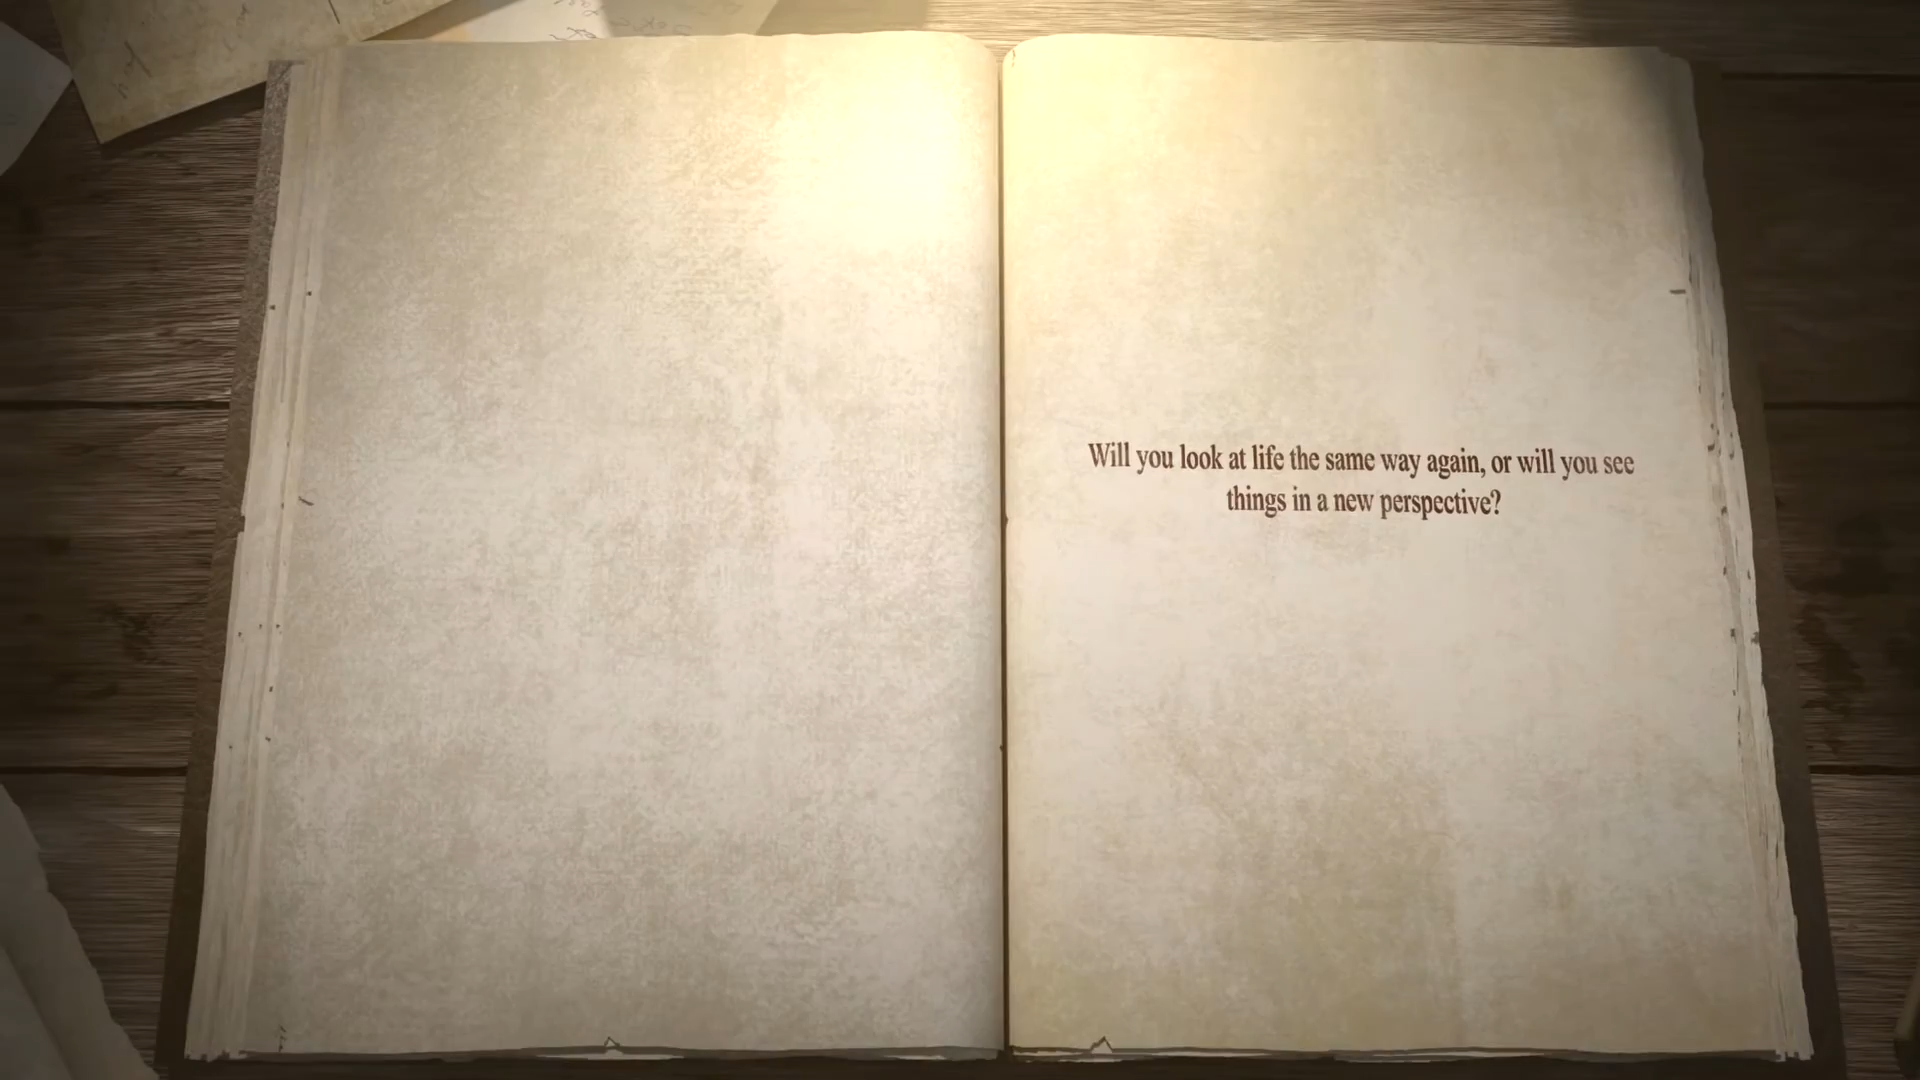 Will you look at life the same way again, or will you see
things in a new perspective?